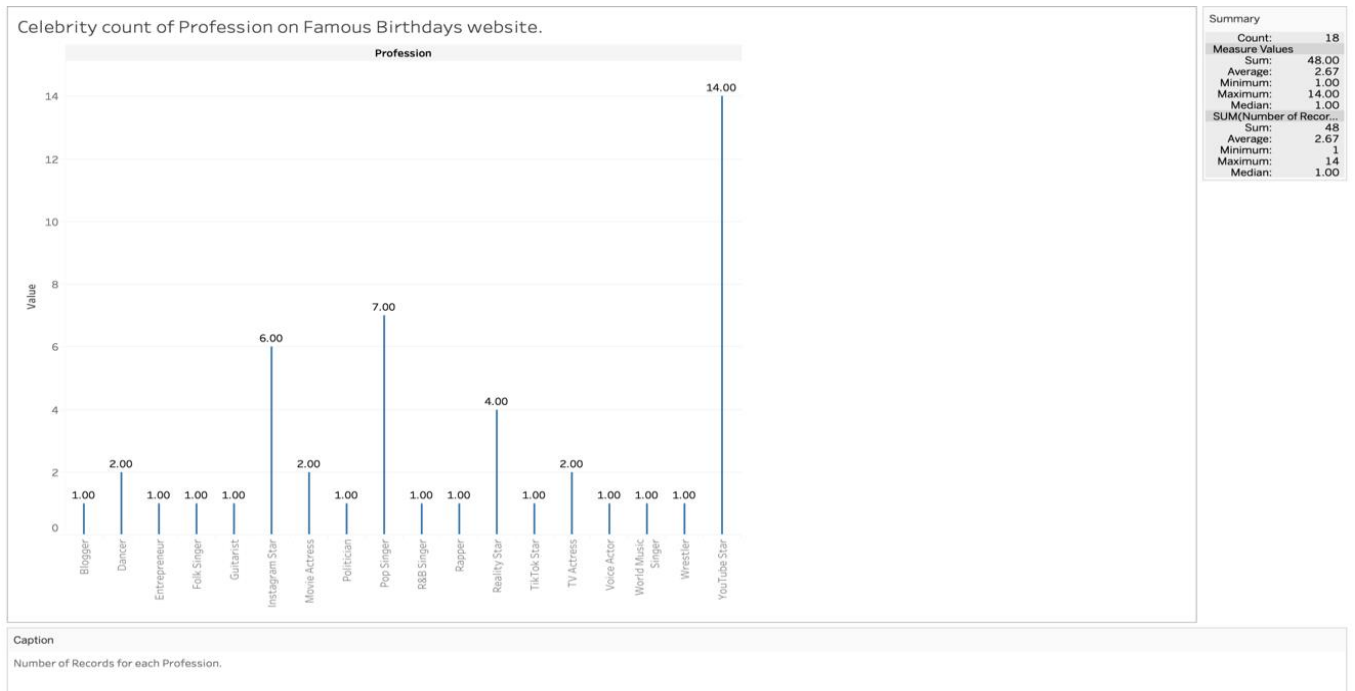 Celebrity count of Profession on Famous Birthdays website.
Profession
Value
14
12
10
8
6
4
2
0
1.00
2.00
1.00
1.00
1.00
6.00
2.00
1.00
7.00
1.00
1.00
4.00
1.00
2.00
1.00
1.00
1.00
14.00
Blogger
Dancer
Entrepreneur
Folk Singer
Guitarist
Instagram Star
Movie Actress
Politician
Pop Singer
R&B Singer
Rapper
Reality Star
TikTok Star
TV Actress
Voice Actor
World Music
Singer
Wrestler
YouTube Star
Summary
Count: 18
Measure Values
Sum: 48.00
Average: 2.67
Minimum: 1.00
Maximum: 14.00
Median: 1.00
SUM(Number of Recor...
Sum: 48
Average: 2.67
Minimum: 1
Maximum: 14
Median: 1.00
Caption
Number of Records for each Profession.